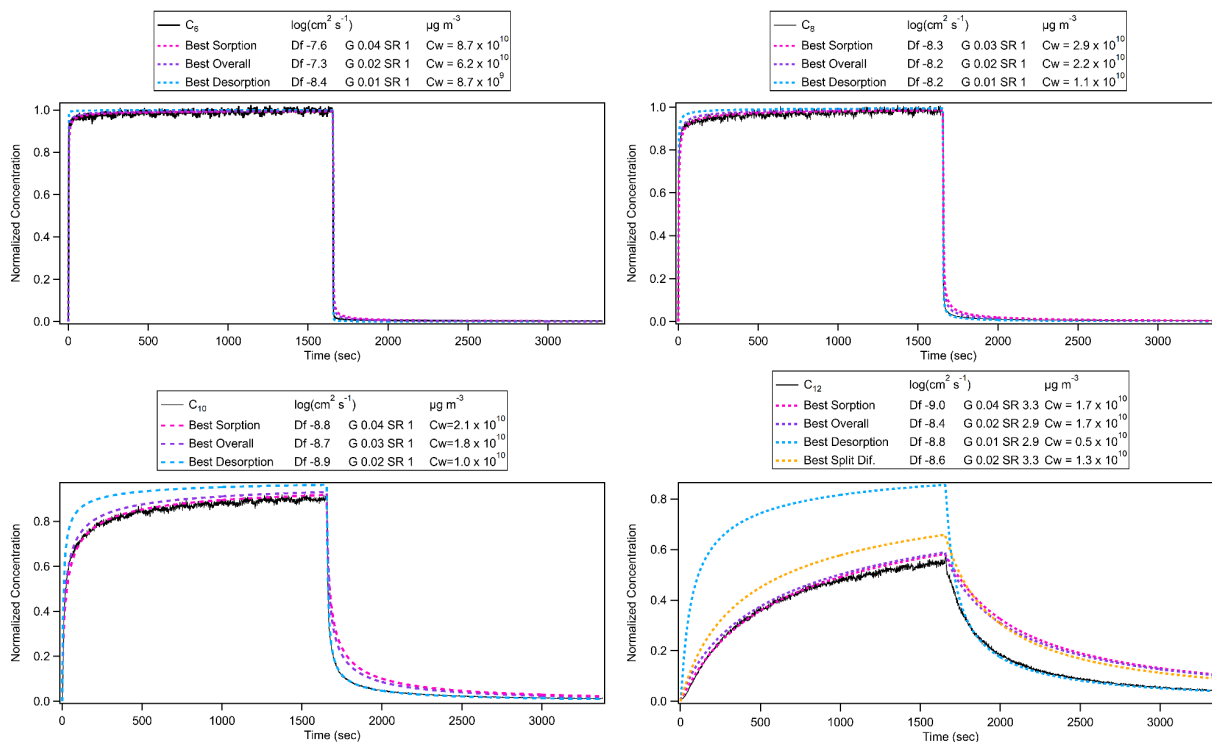 C6 log(cm2 s-1) µg m-3
Best Sorption Df -7.6 G 0.04 SR 1 Cw = 8.7 x 10^10
Best Overall Df -7.3 G 0.02 SR 1 Cw = 6.2 x 10^10
Best Desorption Df -8.4 G 0.01 SR 1 Cw = 8.7 x 10^9
Normalized Concentration
1.0
0.8
0.6
0.4
0.2
0.0
0 500 1000 1500 2000 2500 3000
Time (sec)
C8 log(cm2 s-1) µg m-3
Best Sorption Df -8.3 G 0.03 SR 1 Cw = 2.9 x 10^10
Best Overall Df -8.2 G 0.02 SR 1 Cw = 2.2 x 10^10
Best Desorption Df -8.2 G 0.01 SR 1 Cw = 1.1 x 10^10
Normalized Concentration
1.0
0.8
0.6
0.4
0.2
0.0
0 500 1000 1500 2000 2500 3000
Time (sec)
C10 log(cm2 s-1) µg m-3
Best Sorption Df -8.8 G 0.04 SR 1 Cw=2.1 x 10^10
Best Overall Df -8.7 G 0.03 SR 1 Cw=1.8 x 10^10
Best Desorption Df -8.9 G 0.02 SR 1 Cw=1.0 x 10^10
Normalized Concentration
0.8
0.6
0.4
0.2
0.0
0 500 1000 1500 2000 2500 3000
Time (sec)
C12 log(cm2 s-1) µg m-3
Best Sorption Df -9.0 G 0.04 SR 3.3 Cw = 1.7 x 10^10
Best Overall Df -8.4 G 0.02 SR 2.9 Cw = 1.7 x 10^10
Best Desorption Df -8.8 G 0.01 SR 2.9 Cw = 0.5 x 10^10
Best Split Dif. Df -8.6 G 0.02 SR 3.3 Cw = 1.3 x 10^10
Normalized Concentration
0.8
0.6
0.4
0.2
0.0
0 500 1000 1500 2000 2500 3000
Time (sec)